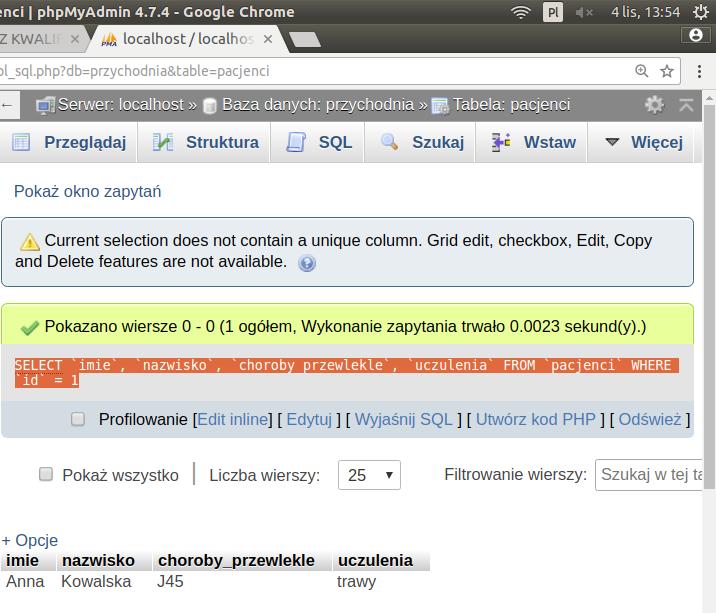 enci | phpMyAdmin 4.7.4 - Google Chrome Pl 4 lis, 13:54
Z KWALIF × PMA localhost / localhos ×
ol_sql.php?db=przychodnia&table=pacjenci
← Serwer: localhost » Baza danych: przychodnia » Tabela: pacjenci
Przeglądaj Struktura SQL Szukaj Wstaw Więcej
Pokaż okno zapytań
Current selection does not contain a unique column. Grid edit, checkbox, Edit, Copy
and Delete features are not available.
Pokazano wiersze 0 - 0 (1 ogółem, Wykonanie zapytania trwało 0.0023 sekund(y).)
SELECT `imie`, `nazwisko`, `choroby_przewlekle`, `uczulenia` FROM `pacjenci` WHERE
`id` = 1
Profilowanie [Edit inline] [ Edytuj ] [ Wyjaśnij SQL ] [ Utwórz kod PHP ] [ Odśwież ]
Pokaż wszystko | Liczba wierszy: 25 Filtrowanie wierszy: Szukaj w tej ta
+ Opcje
imie nazwisko choroby_przewlekle uczulenia
Anna Kowalska J45 trawy